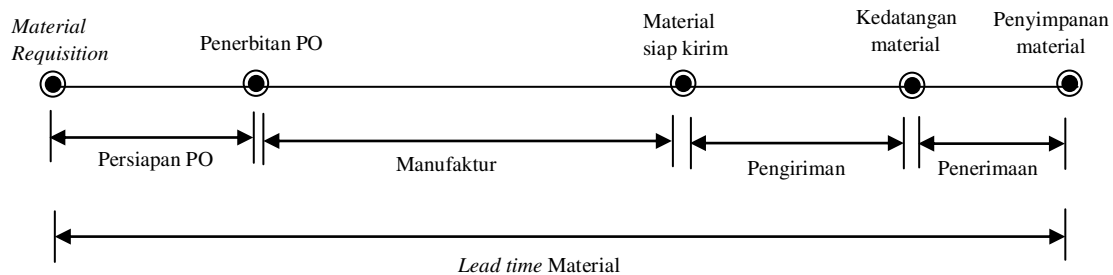 Material
Requisition
Penerbitan PO
Material
siap kirim
Kedatangan
material
Penyimpanan
material
Persiapan PO
Manufaktur
Pengiriman
Penerimaan
Lead time Material